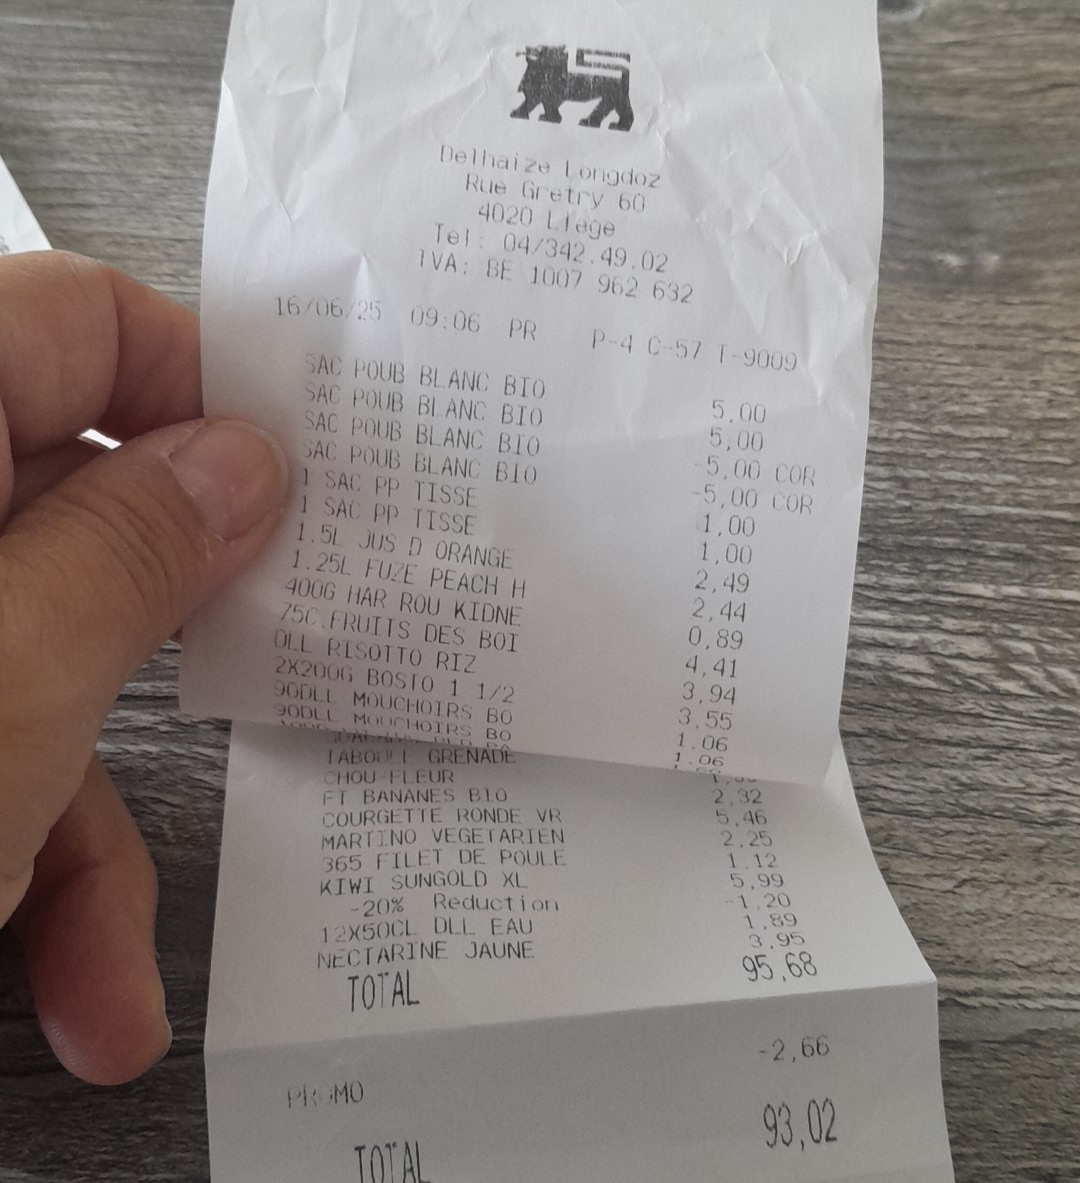 Delhaize Longdoz
Rue Gretry 60
4020 Liege
Tel: 04/342.49.02
TVA: BE 1007 962 632
16/06/25 09:06 PR P-4 C-57 T-9009
SAC POUB BLANC BIO 5,00
SAC POUB BLANC BIO 5,00
SAC POUB BLANC BIO -5,00 COR
SAC POUB BLANC BIO -5,00 COR
1 SAC PP TISSE 1,00
1 SAC PP TISSE 1,00
1.5L JUS D ORANGE 2,49
1.25L FUZE PEACH H 2,44
400G HAR ROU KIDNE 0,89
75C.FRUITS DES BOI 4,41
DLL RISOTTO RIZ 3,94
2X200G BOSTO 1 1/2 3,55
90DLL MOUCHOIRS BO 1,06
90DLL MOUCHOIRS BO 1,06
TABOULE GRENADE
CHOU-FLEUR
FT BANANES BIO 2,32
COURGETTE RONDE VR 5,46
MARTINO VEGETARIEN 2,25
365 FILET DE POULE 1,12
KIWI SUNGOLD XL 5,99
-20% Reduction -1,20
12X50CL DLL EAU 1,89
NECTARINE JAUNE 3,95
TOTAL 95,68
PROMO -2,66
TOTAL 93,02